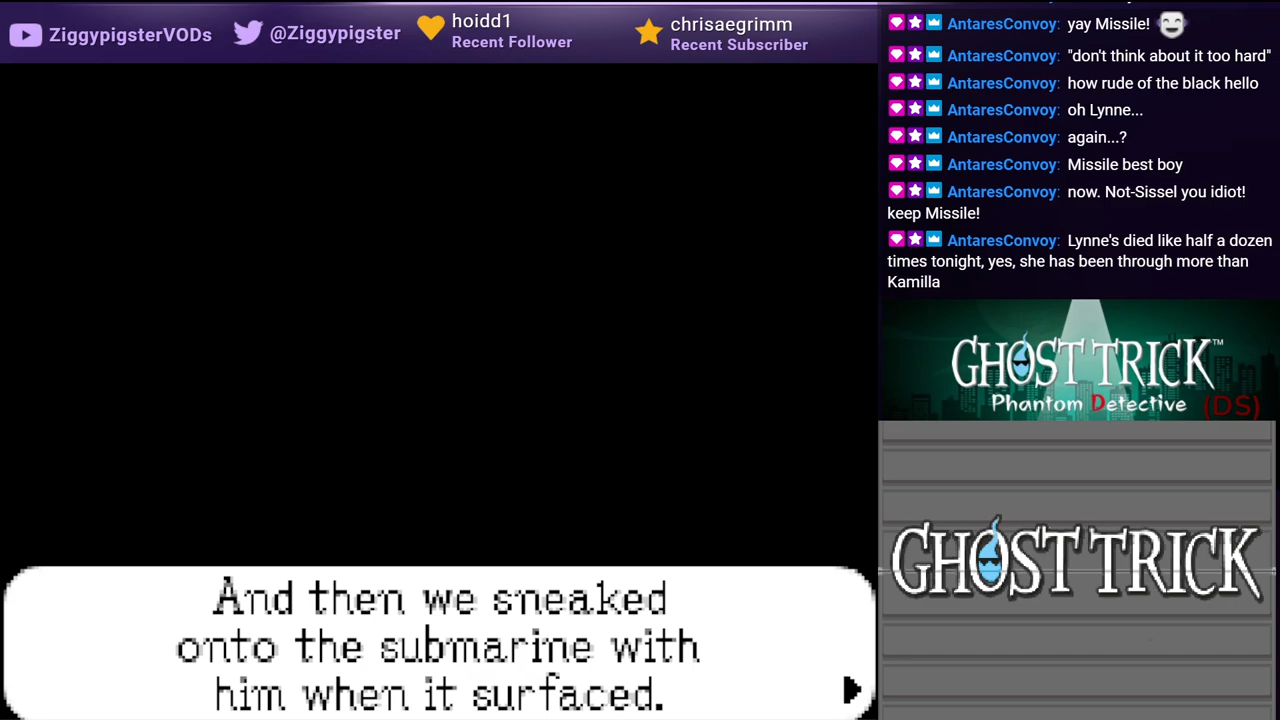 ZiggypigsterVODs
@Ziggypigster
hoidd1
Recent Follower
chrisaegrimm
Recent Subscriber
AntaresConvoy: yay Missile!
AntaresConvoy: "don't think about it too hard"
AntaresConvoy: how rude of the black hello
AntaresConvoy: oh Lynne...
AntaresConvoy: again...?
AntaresConvoy: Missile best boy
AntaresConvoy: now. Not-Sissel you idiot!
keep Missile!
AntaresConvoy: Lynne's died like half a dozen
times tonight, yes, she has been through more than
Kamilla
GHOST TRICK™
Phantom Detective
(DS)
GHOST TRICK
And then we sneaked
onto the submarine with
him when it surfaced.